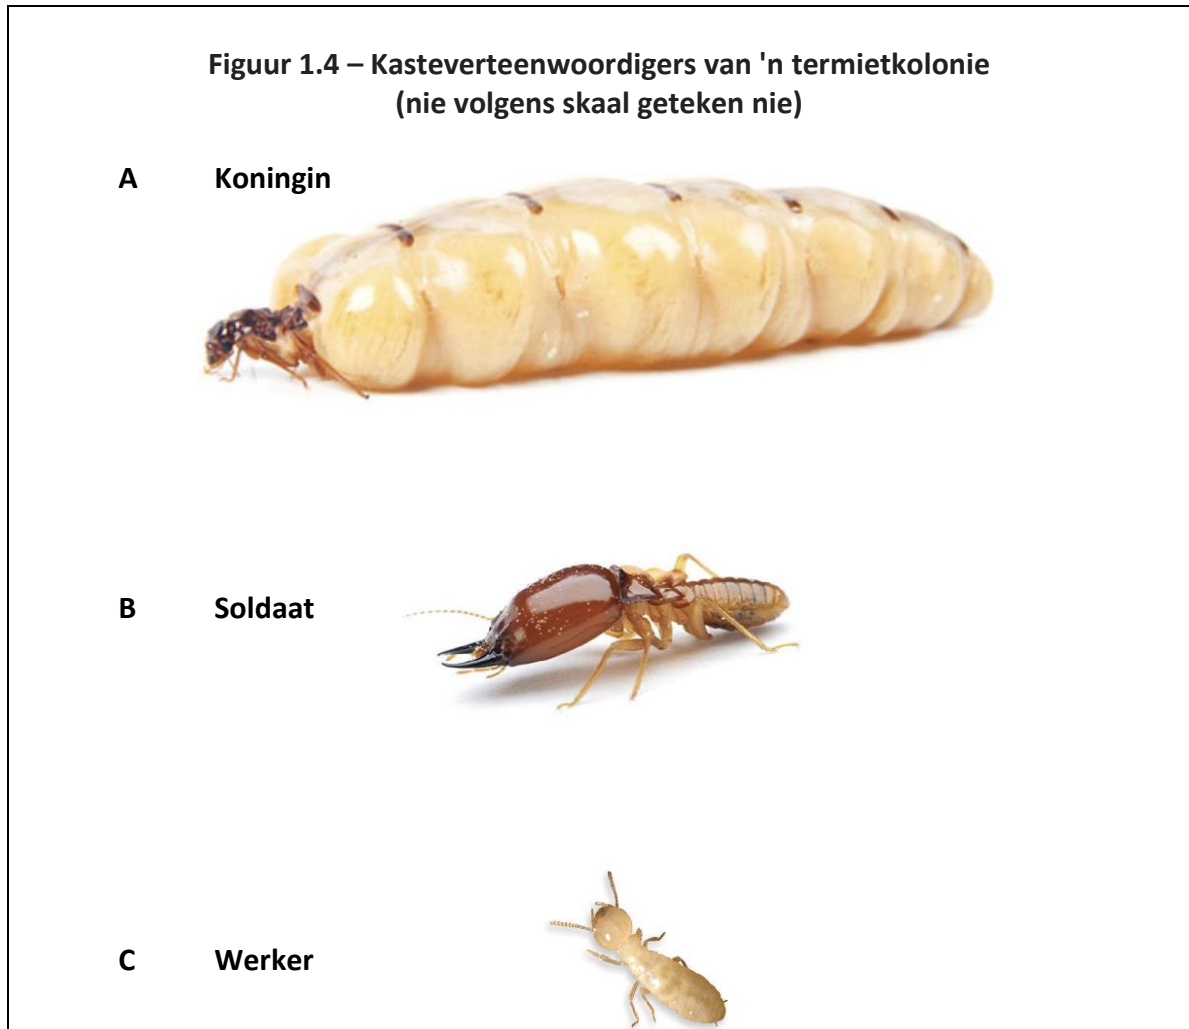 Figuur 1.4 – Kasteverteenwoordigers van 'n termietkolonie
(nie volgens skaal geteken nie)
A Koningin
B Soldaat
C Werker